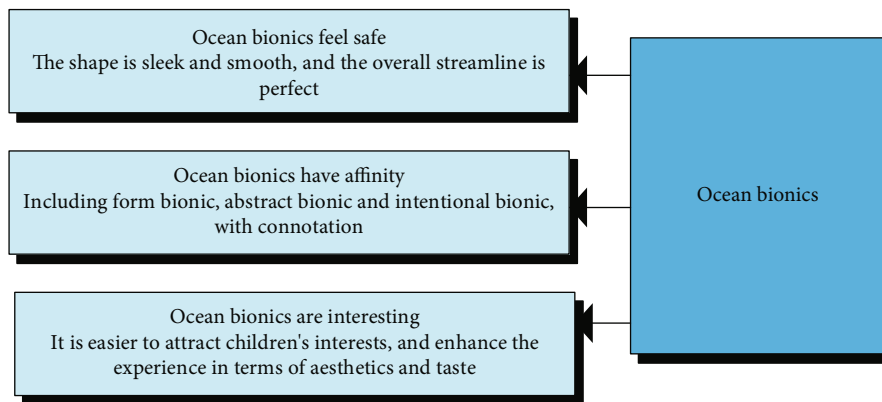 Ocean bionics feel safe
The shape is sleek and smooth, and the overall streamline is
perfect
Ocean bionics have affinity
Including form bionic, abstract bionic and intentional bionic,
with connotation
Ocean bionics are interesting
It is easier to attract children's interests, and enhance the
experience in terms of aesthetics and taste
Ocean bionics